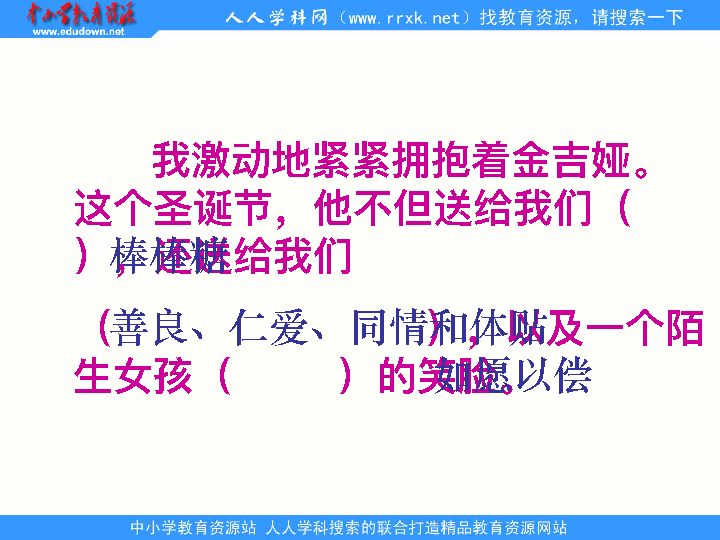 中小学教育资源
www.edudown.net
人人学科网（www.rrxk.net）找教育资源，请搜索一下
我激动地紧紧拥抱着金吉娅。
这个圣诞节，他不但送给我们（
），还送给我们
棒棒糖
（ ），以及一个陌
善良、仁爱、同情和体贴
生女孩（ ）的笑脸。
如愿以偿
中小学教育资源站 人人学科搜索的联合打造精品教育资源网站